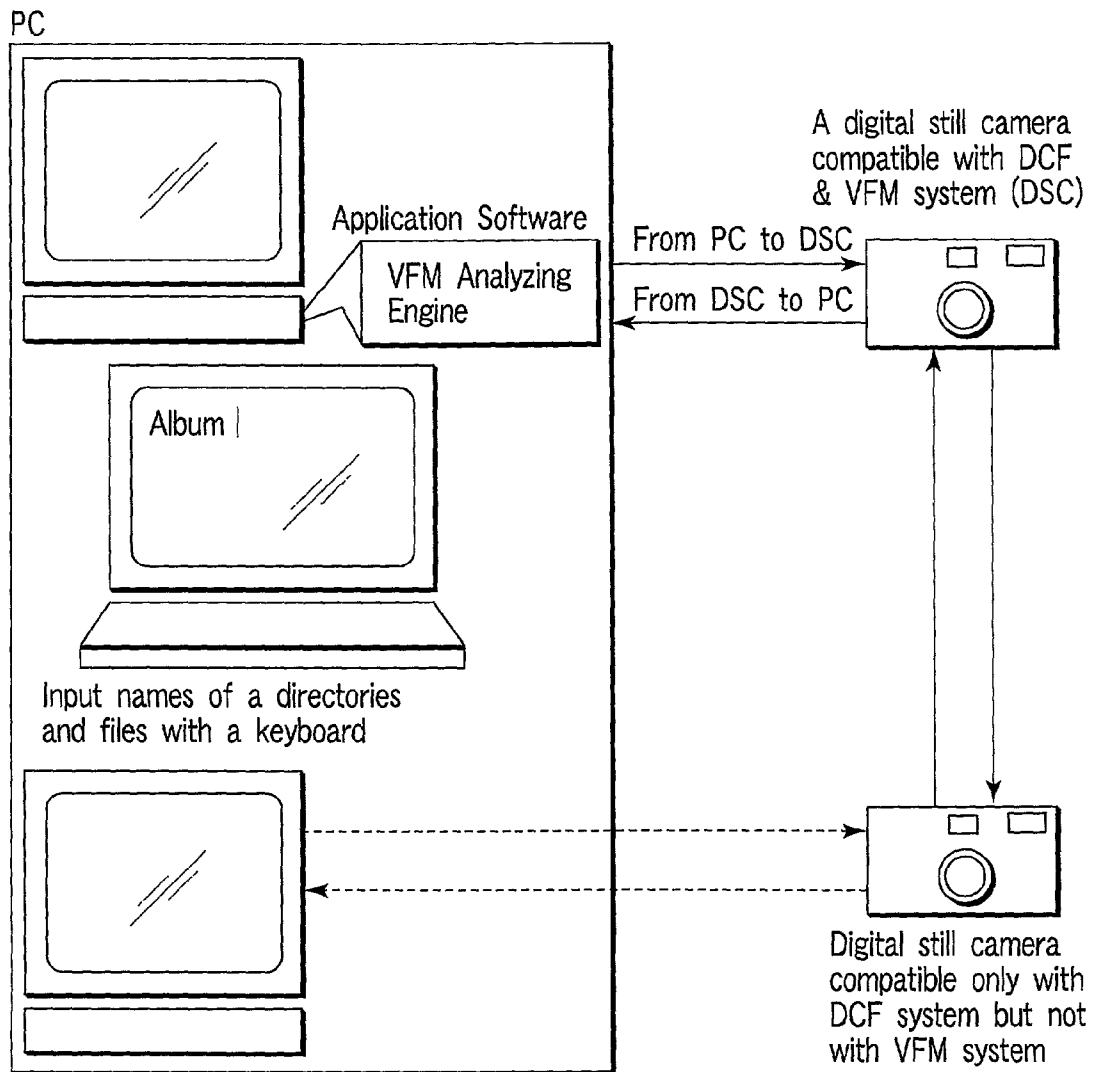 PC
A digital still camera
compatible with DCF
& VFM system (DSC)
Application Software
VFM Analyzing
Engine
From PC to DSC
From DSC to PC
Album
Input names of a directories
and files with a keyboard
Digital still camera
compatible only with
DCF system but not
with VFM system